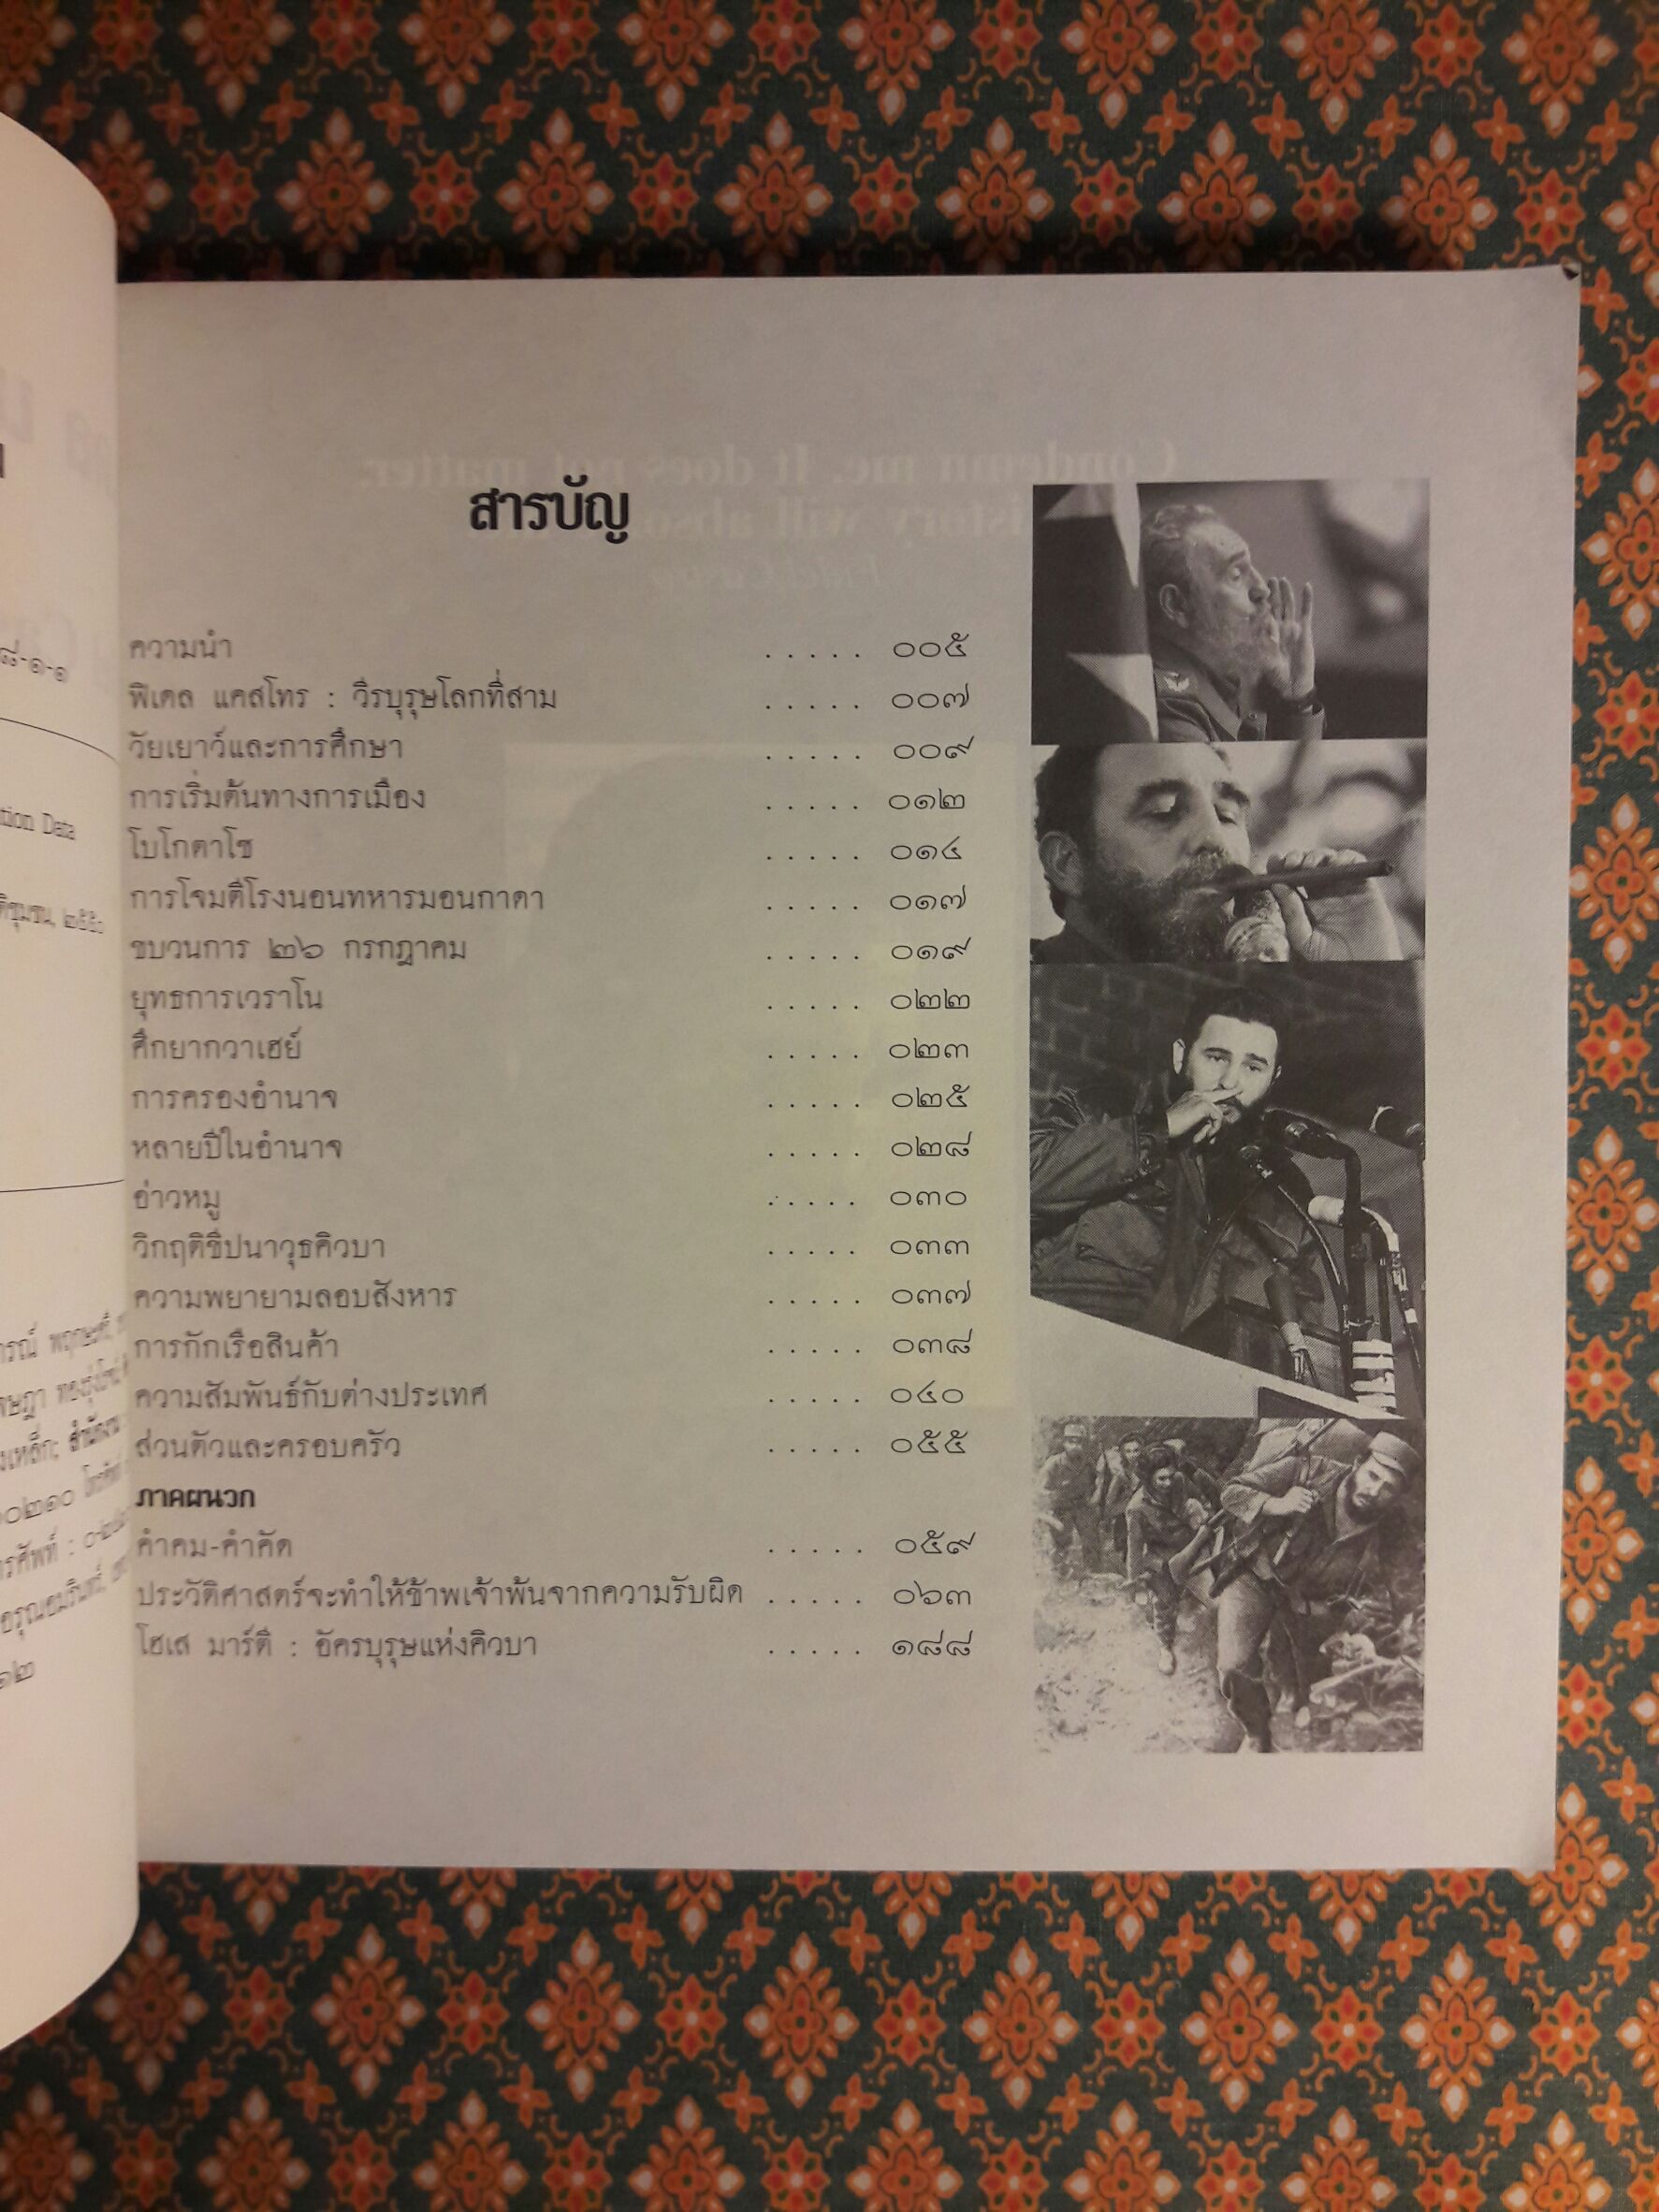 สารบัญ
ความนำ ..... ๐๐๕
ฟิเดล แคสโทร : วีรบุรุษโลกที่สาม ..... ๐๐๗
วัยเยาว์และการศึกษา ..... ๐๐๙
การเริ่มต้นทางการเมือง ..... ๐๑๒
โบโกตาโซ ..... ๐๑๔
การโจมตีโรงนอนทหารมอนกาดา ..... ๐๑๗
ขบวนการ ๒๖ กรกฎาคม ..... ๐๑๙
ยุทธการเวราโน ..... ๐๒๒
ศึกยากวาเฮย์ ..... ๐๒๓
การครองอำนาจ ..... ๐๒๕
หลายปีในอำนาจ ..... ๐๒๘
อ่าวหมู ..... ๐๓๐
วิกฤติขีปนาวุธคิวบา ..... ๐๓๓
ความพยายามลอบสังหาร ..... ๐๓๗
การกักเรือสินค้า ..... ๐๓๘
ความสัมพันธ์กับต่างประเทศ ..... ๐๔๐
ส่วนตัวและครอบครัว ..... ๐๕๕
ภาคผนวก
คำคม-คำคิด ..... ๐๕๙
ประวัติศาสตร์จะทำให้ข้าพเจ้าพ้นจากความรับผิด ..... ๐๖๓
โฮเส มาร์ตี : อัครบุรุษแห่งคิวบา ..... ๑๘๘
๘-๑-๑
tion Data
๒๕๕๐
๐๒๑๐
๑๒